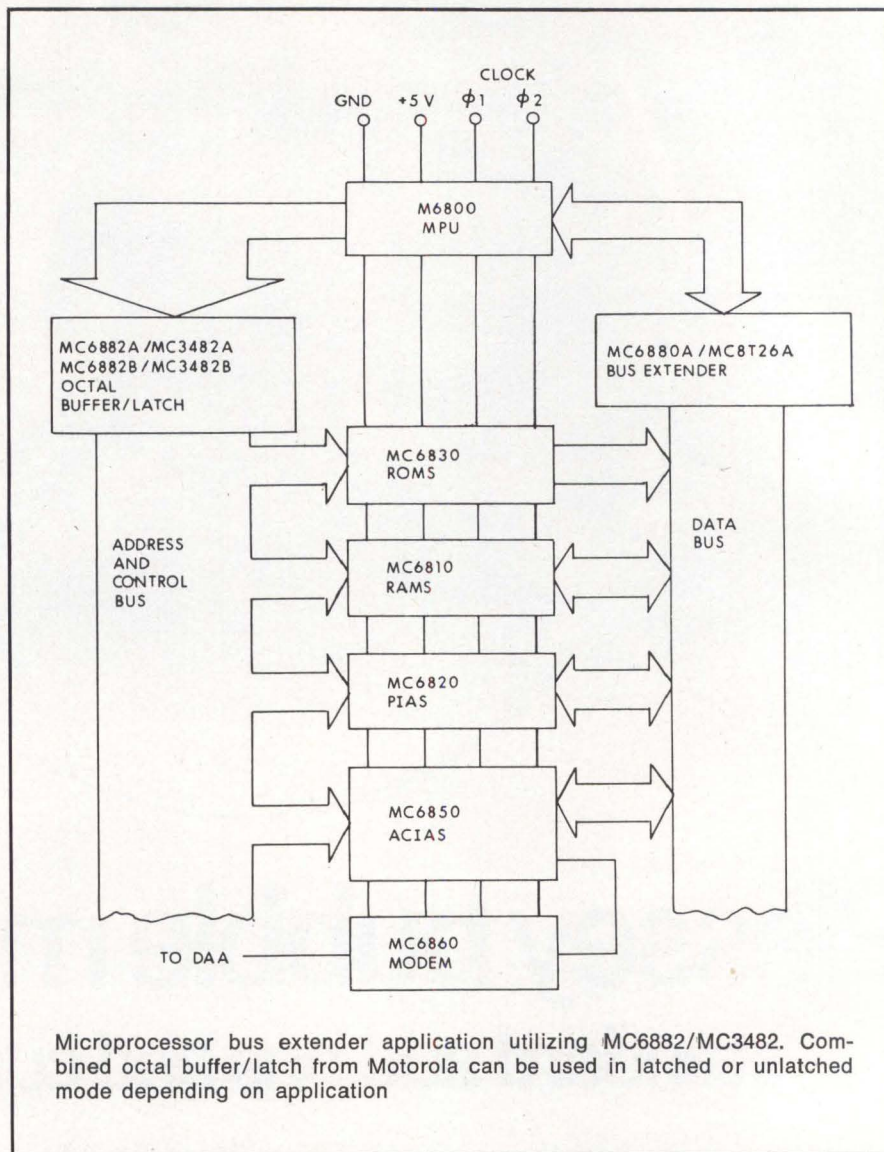 CLOCK
GND +5 V ϕ1 ϕ2
M6800
MPU
MC6882A/MC3482A
MC6882B/MC3482B
OCTAL
BUFFER/LATCH
MC6880A/MC8T26A
BUS EXTENDER
MC6830
ROMS
ADDRESS
AND
CONTROL
BUS
DATA
BUS
MC6810
RAMS
MC6820
PIAS
MC6850
ACIAS
TO DAA
MC6860
MODEM
Microprocessor bus extender application utilizing MC6882/MC3482. Com-
bined octal buffer/latch from Motorola can be used in latched or unlatched
mode depending on application